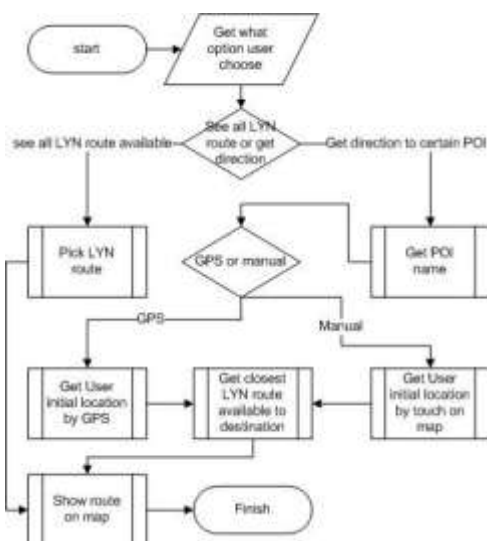 start
Get what
option user
choose
See all LYN
route or get
direction
see all LYN route available
Get direction to certain POI
Pick LYN
route
GPS or manual
Get POI
name
GPS
Manual
Get User
initial location
by GPS
Get closest
LYN route
available to
destination
Get User
initial location
by touch on
map
Show route
on map
Finish